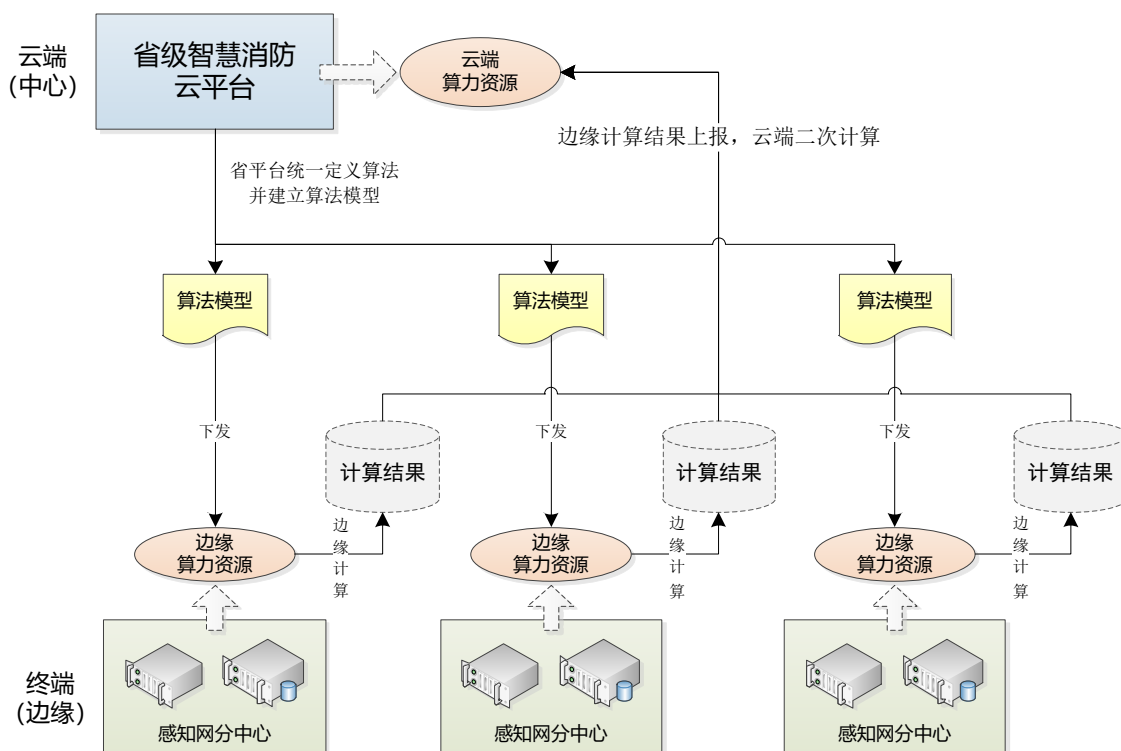 云端
(中心)
省级智慧消防
云平台
云端
算力资源
边缘计算结果上报，云端二次计算
省平台统一定义算法
并建立算法模型
算法模型
算法模型
算法模型
下发
下发
下发
计算结果
计算结果
计算结果
边缘
算力资源
边缘计算
边缘
算力资源
边缘计算
边缘
算力资源
边缘计算
终端
(边缘)
感知网分中心
感知网分中心
感知网分中心